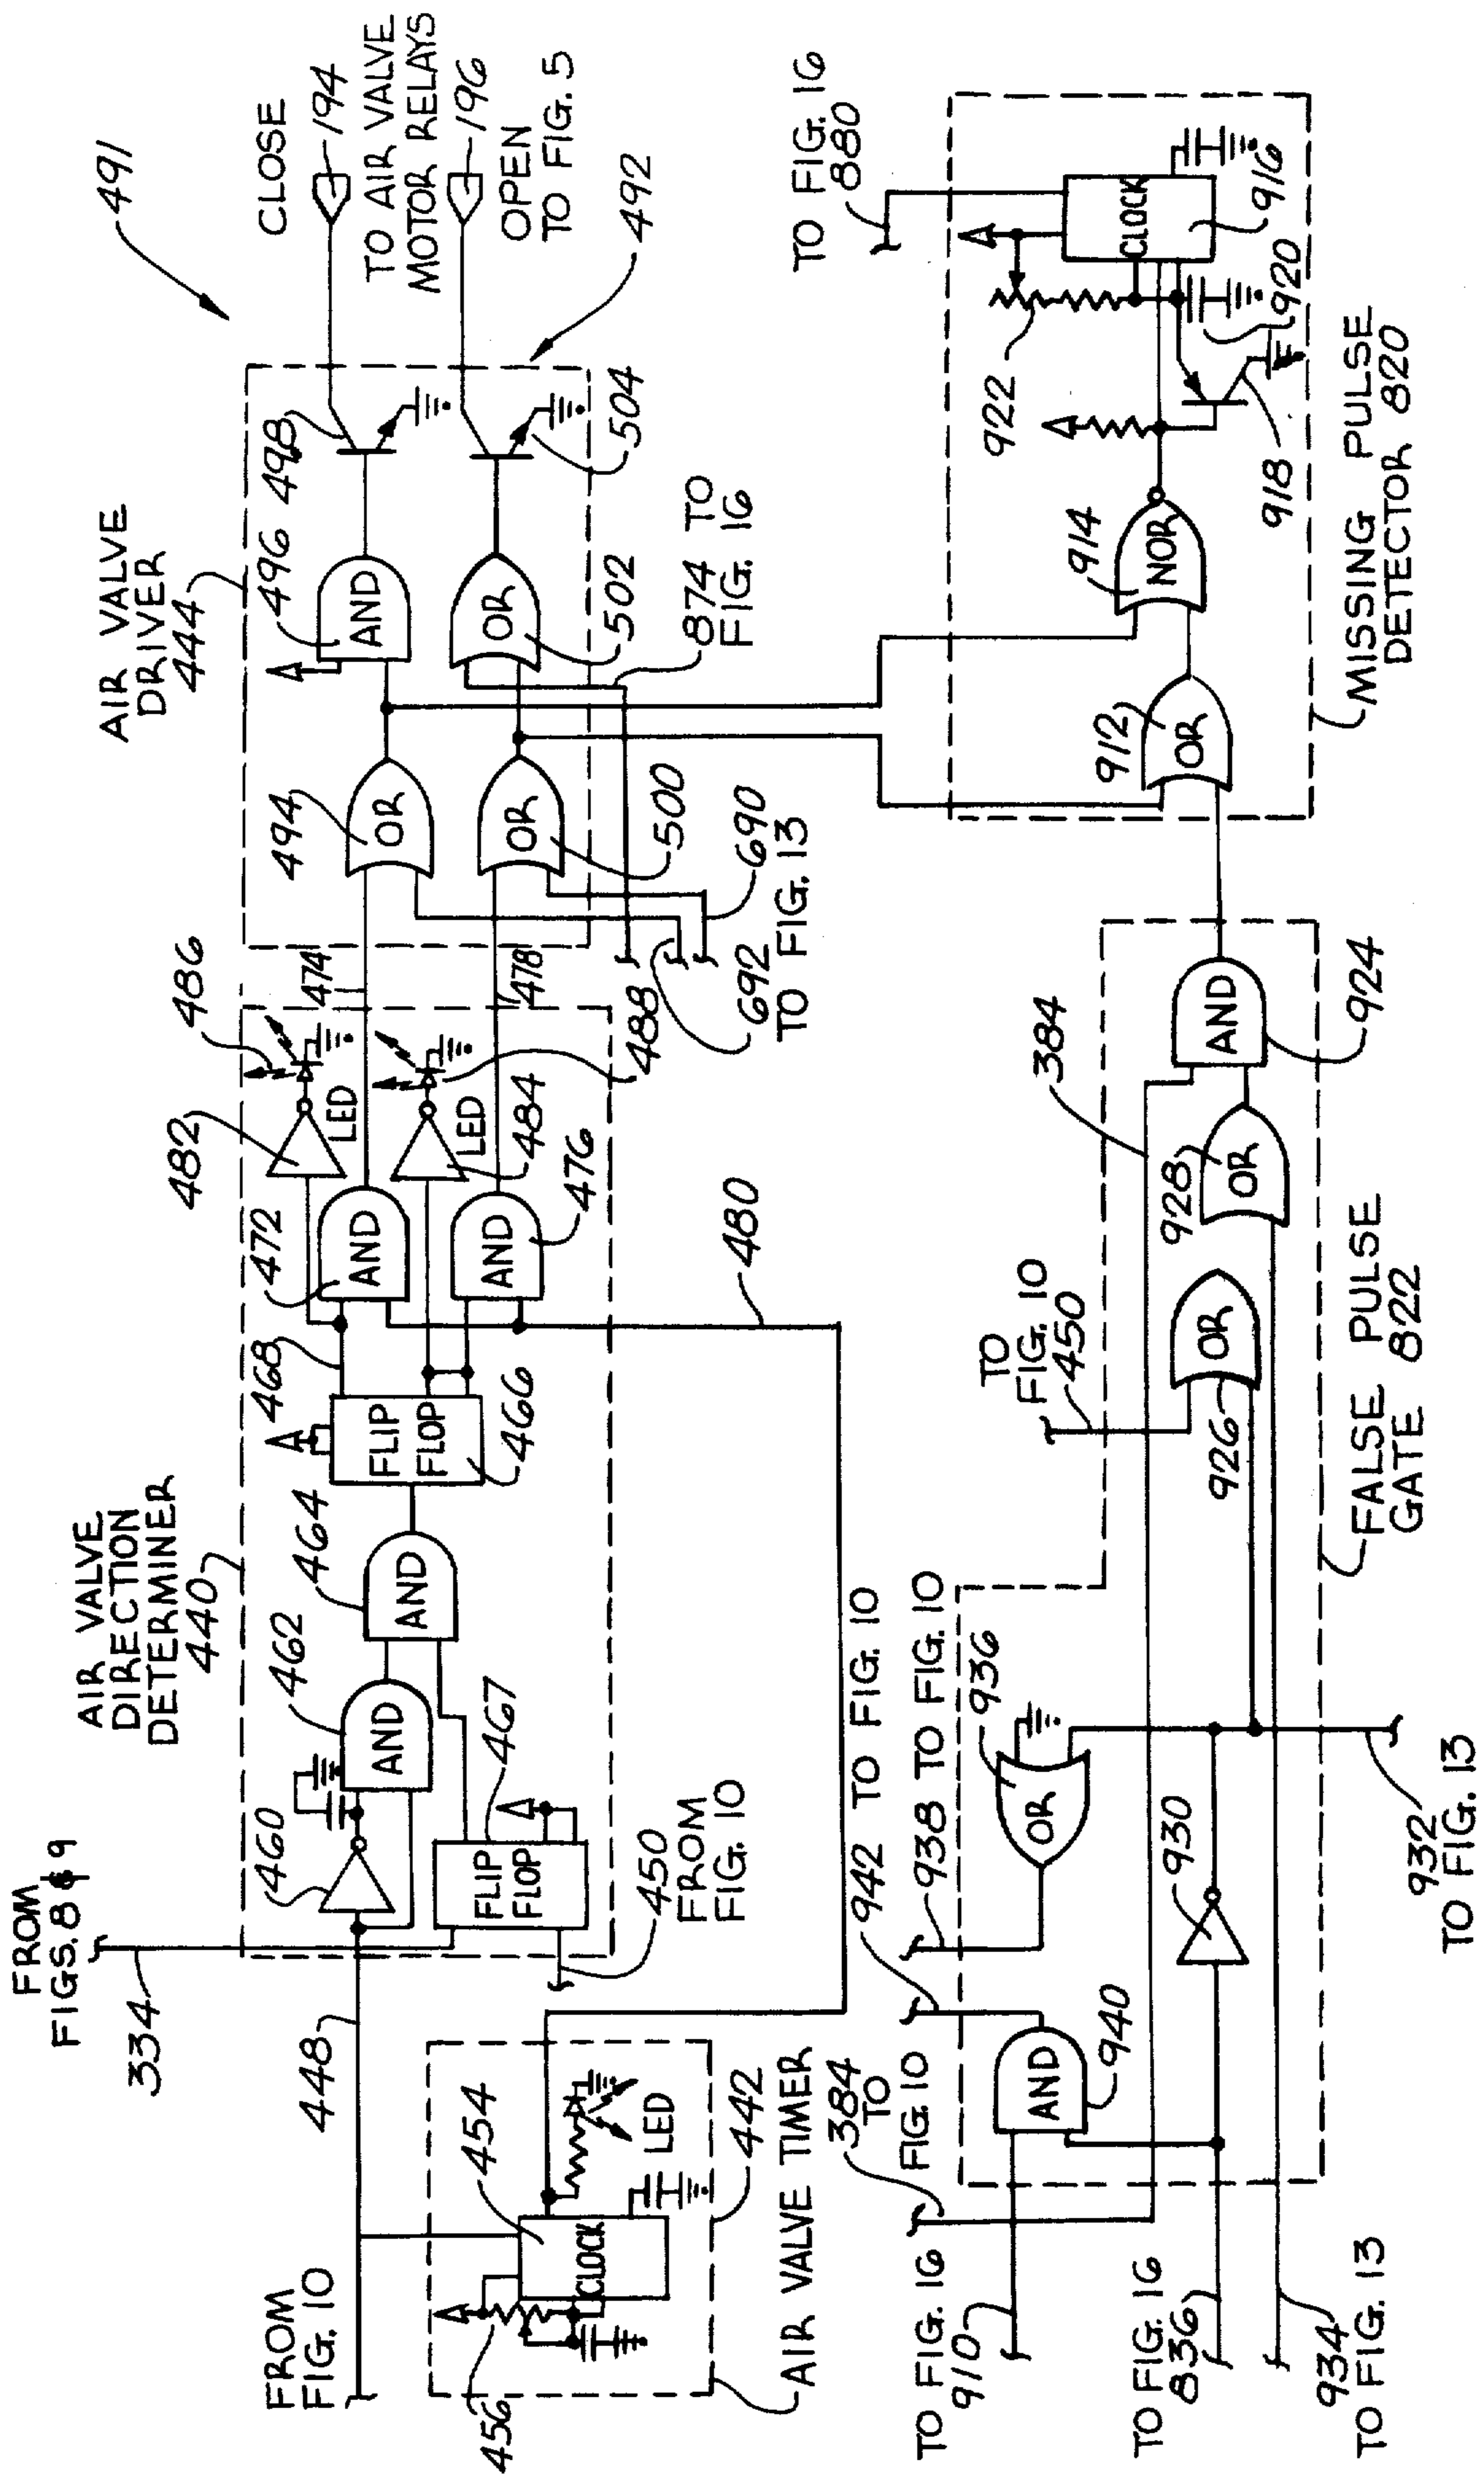 491
CLOSE
194
TO AIR VALVE
MOTOR RELAYS
196
OPEN
TO FIG. 5
492
AIR VALVE
DRIVER
444
496
AND
498
494
OR
OR
502
504
OR
500
874 TO
FIG. 16
690
692
TO FIG. 13
474
478
486
482
LED
484
LED
488
472
AND
476
AND
468
480
FLIP
FLOP
466
AIR VALVE
DIRECTION
DETERMINER
440
464
AND
462
AND
460
467
FLIP
FLOP
450
FROM
FIG. 10
FROM
FIGS. 8 & 9
334
448
FROM
FIG. 10
454
CLOCK
456
LED
442
AIR VALVE TIMER
TO FIG. 16
880
CLOCK
916
922
920
918
914
NOR
912
OR
MISSING PULSE
DETECTOR 820
384
AND
924
928
OR
TO
FIG. 10
450
OR
926
FALSE PULSE
GATE 822
936
OR
938 TO FIG. 10
942 TO FIG. 10
930
932
TO FIG. 13
AND
940
384
TO
FIG. 10
TO FIG. 16
910
TO FIG. 16
836
934
TO FIG. 13